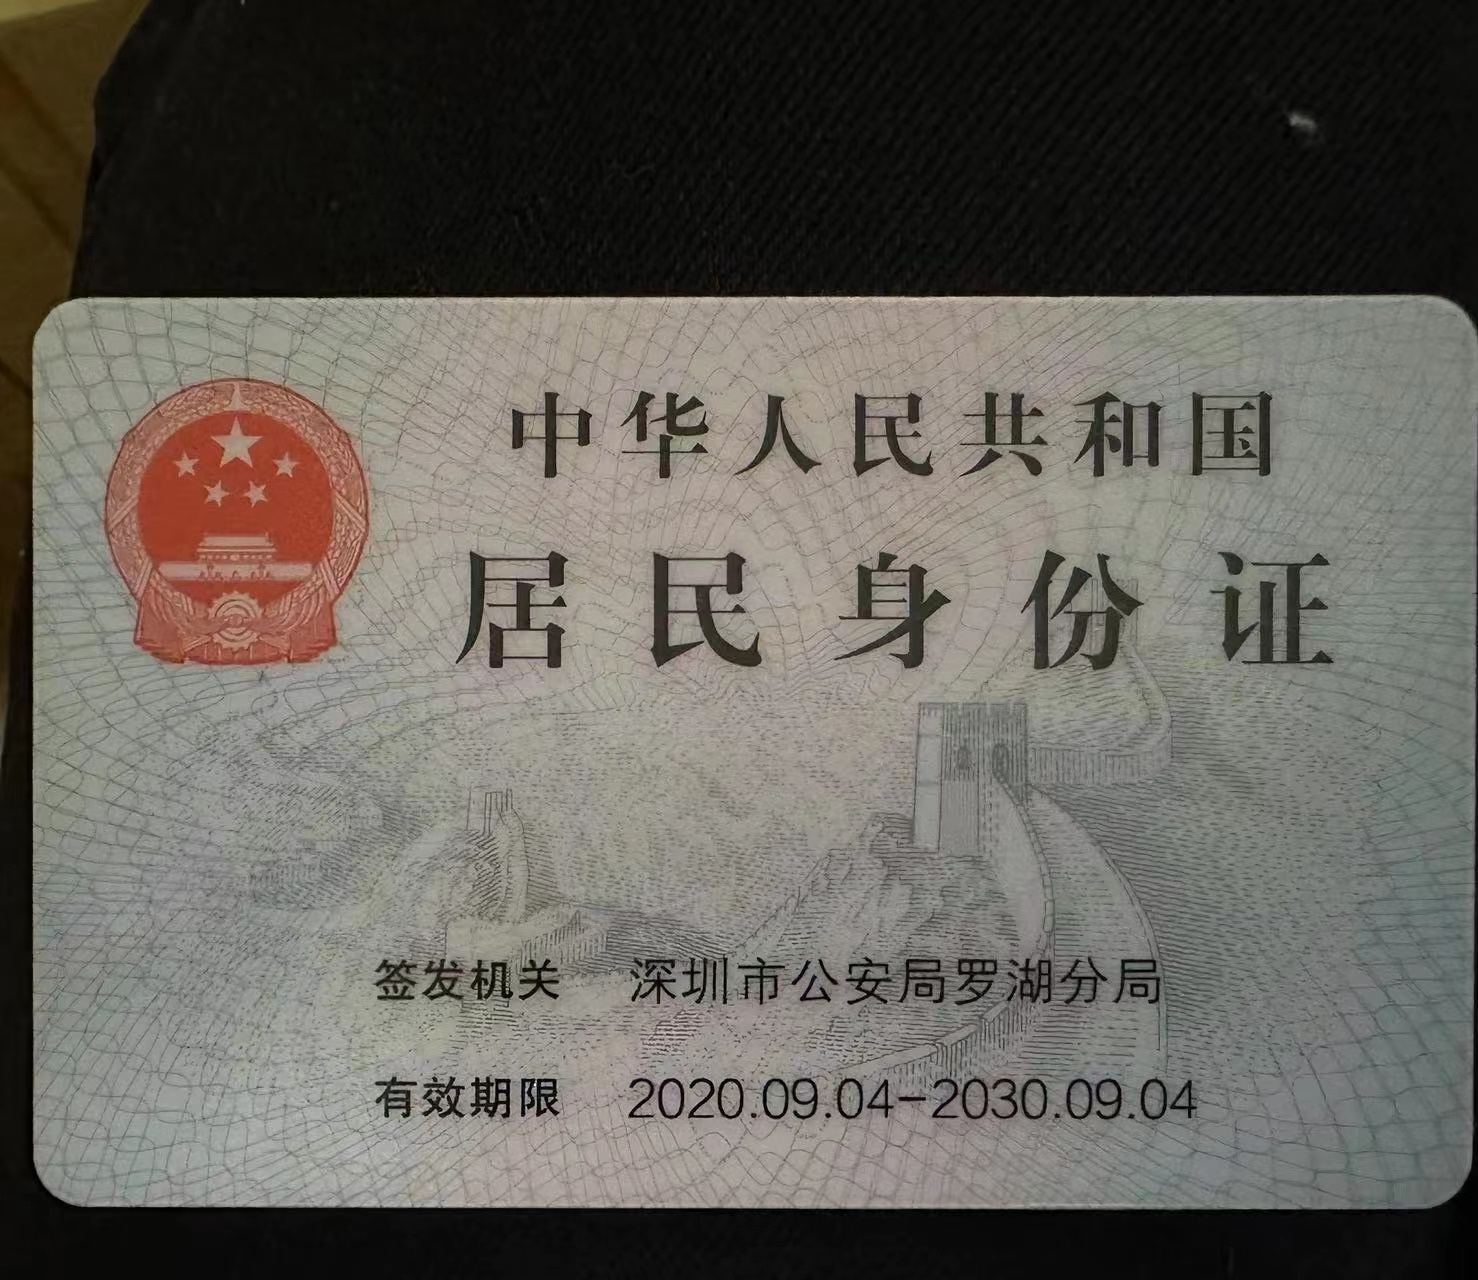 中华人民共和国
居民身份证
签发机关 深圳市公安局罗湖分局
有效期限 2020.09.04-2030.09.04